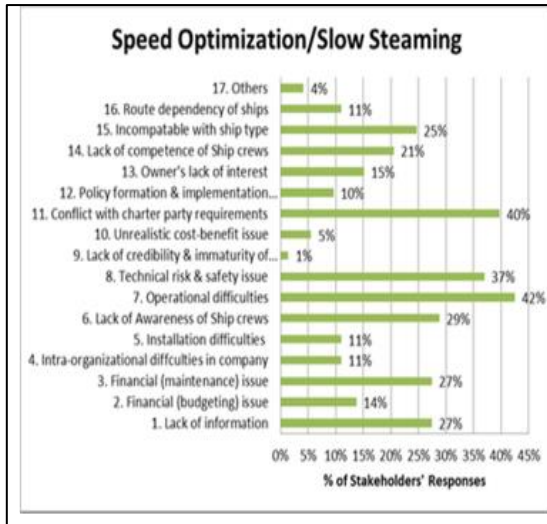 Speed Optimization/Slow Steaming
17. Others 4%
16. Route dependency of ships 11%
15. Incompatable with ship type 25%
14. Lack of competence of Ship crews 21%
13. Owner's lack of interest 15%
12. Policy formation & implementation... 10%
11. Conflict with charter party requirements 40%
10. Unrealistic cost-benefit issue 5%
9. Lack of credibility & immaturity of... 1%
8. Technical risk & safety issue 37%
7. Operational difficulties 42%
6. Lack of Awareness of Ship crews 29%
5. Installation difficulties 11%
4. Intra-organizational diffculties in company 11%
3. Financial (maintenance) issue 27%
2. Financial (budgeting) issue 14%
1. Lack of information 27%
0% 5% 10% 15% 20% 25% 30% 35% 40% 45%
% of Stakeholders' Responses